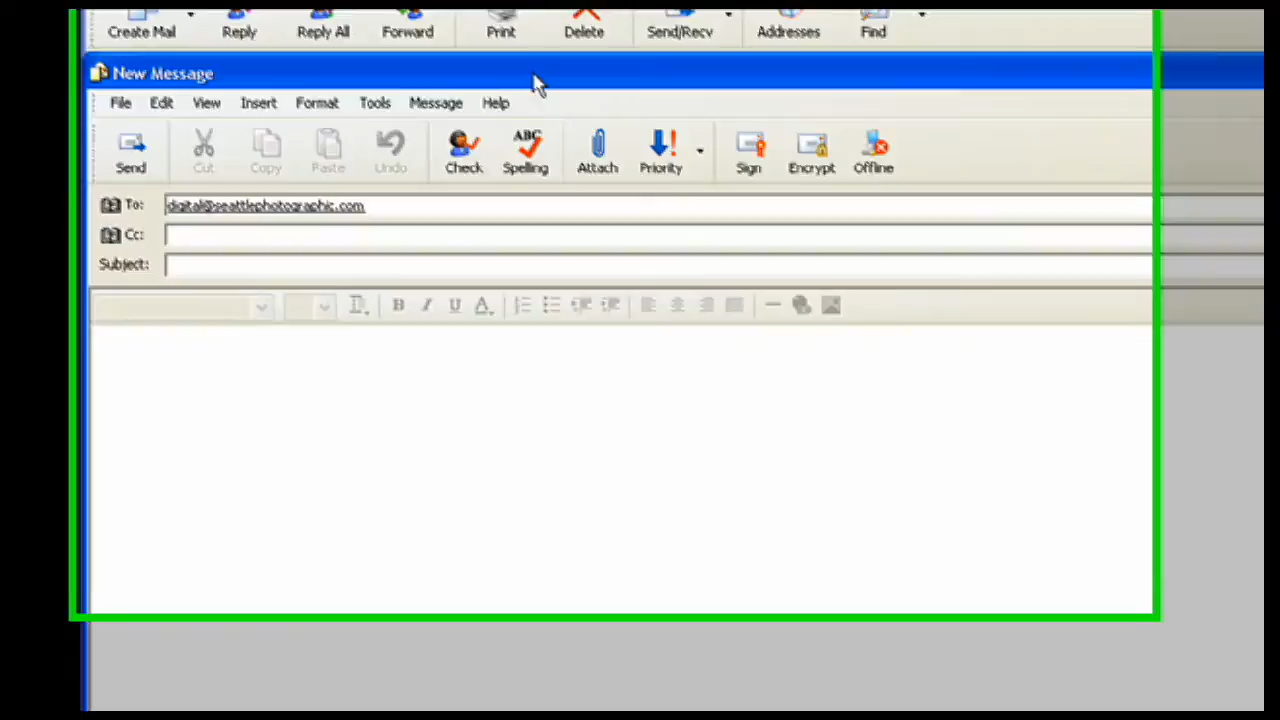 Create Mail Reply Reply All Forward Print Delete Send/Recv Addresses Find
New Message
File Edit View Insert Format Tools Message Help
Send Cut Copy Paste Undo Check ABC Spelling Attach Priority Sign Encrypt Offline
To: digital@seattlephotographic.com
Cc:
Subject:
B I U A